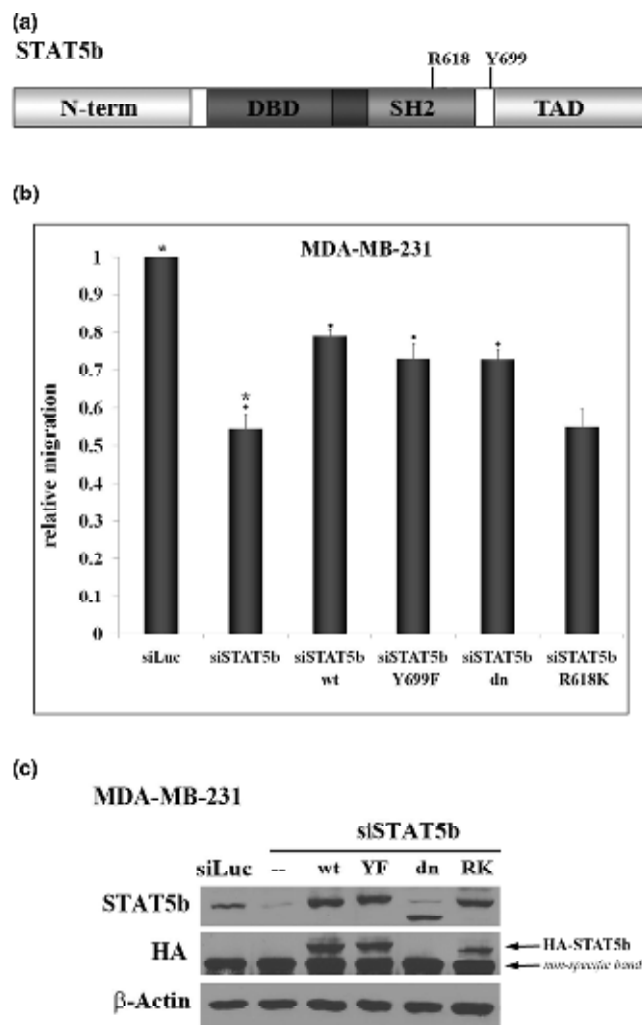 (a)
STAT5b
R618 Y699
N-term DBD SH2 TAD
(b)
MDA-MB-231
relative migration
1
0.9
0.8
0.7
0.6
0.5
0.4
0.3
0.2
0.1
0
siLuc siSTAT5b siSTAT5b siSTAT5b siSTAT5b siSTAT5b
wt Y699F dn R618K
(c)
MDA-MB-231
siSTAT5b
siLuc -- wt YF dn RK
STAT5b
HA
HA-STAT5b
non-specific band
β-Actin